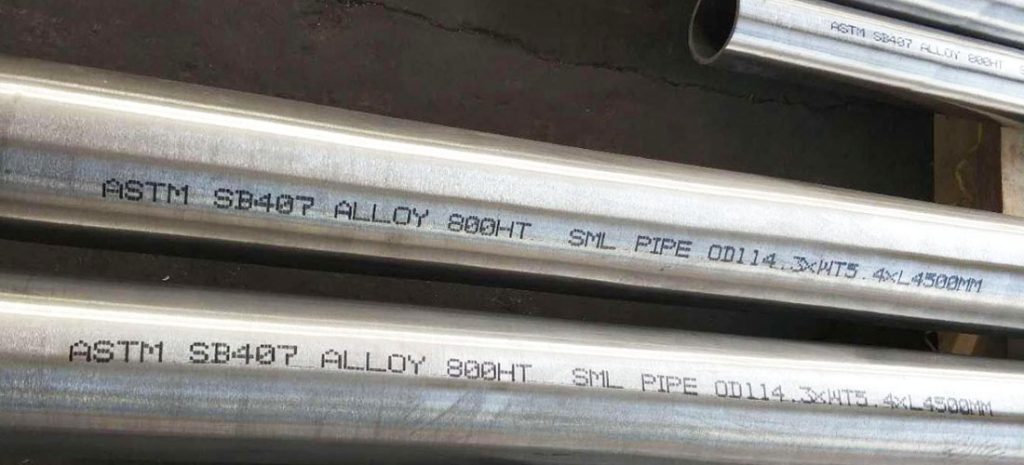 ASTM SB407 ALLOY 800HT
ASTM SB407 ALLOY 800HT SML PIPE OD114.3xWT5.4xL4500MM
ASTM SB407 ALLOY 800HT SML PIPE OD114.3xWT5.4xL4500MM